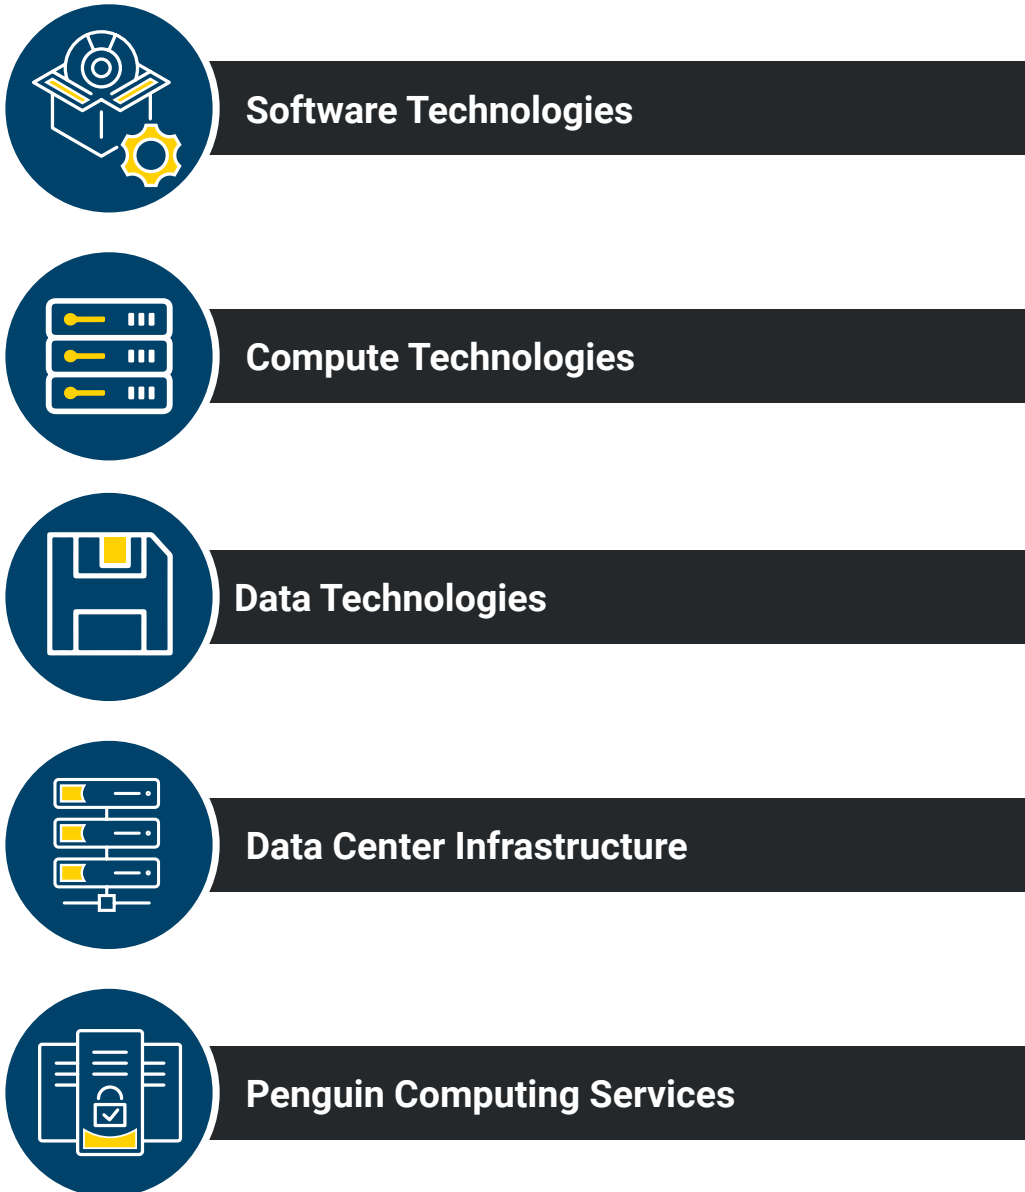 Software Technologies
Compute Technologies
Data Technologies
Data Center Infrastructure
Penguin Computing Services